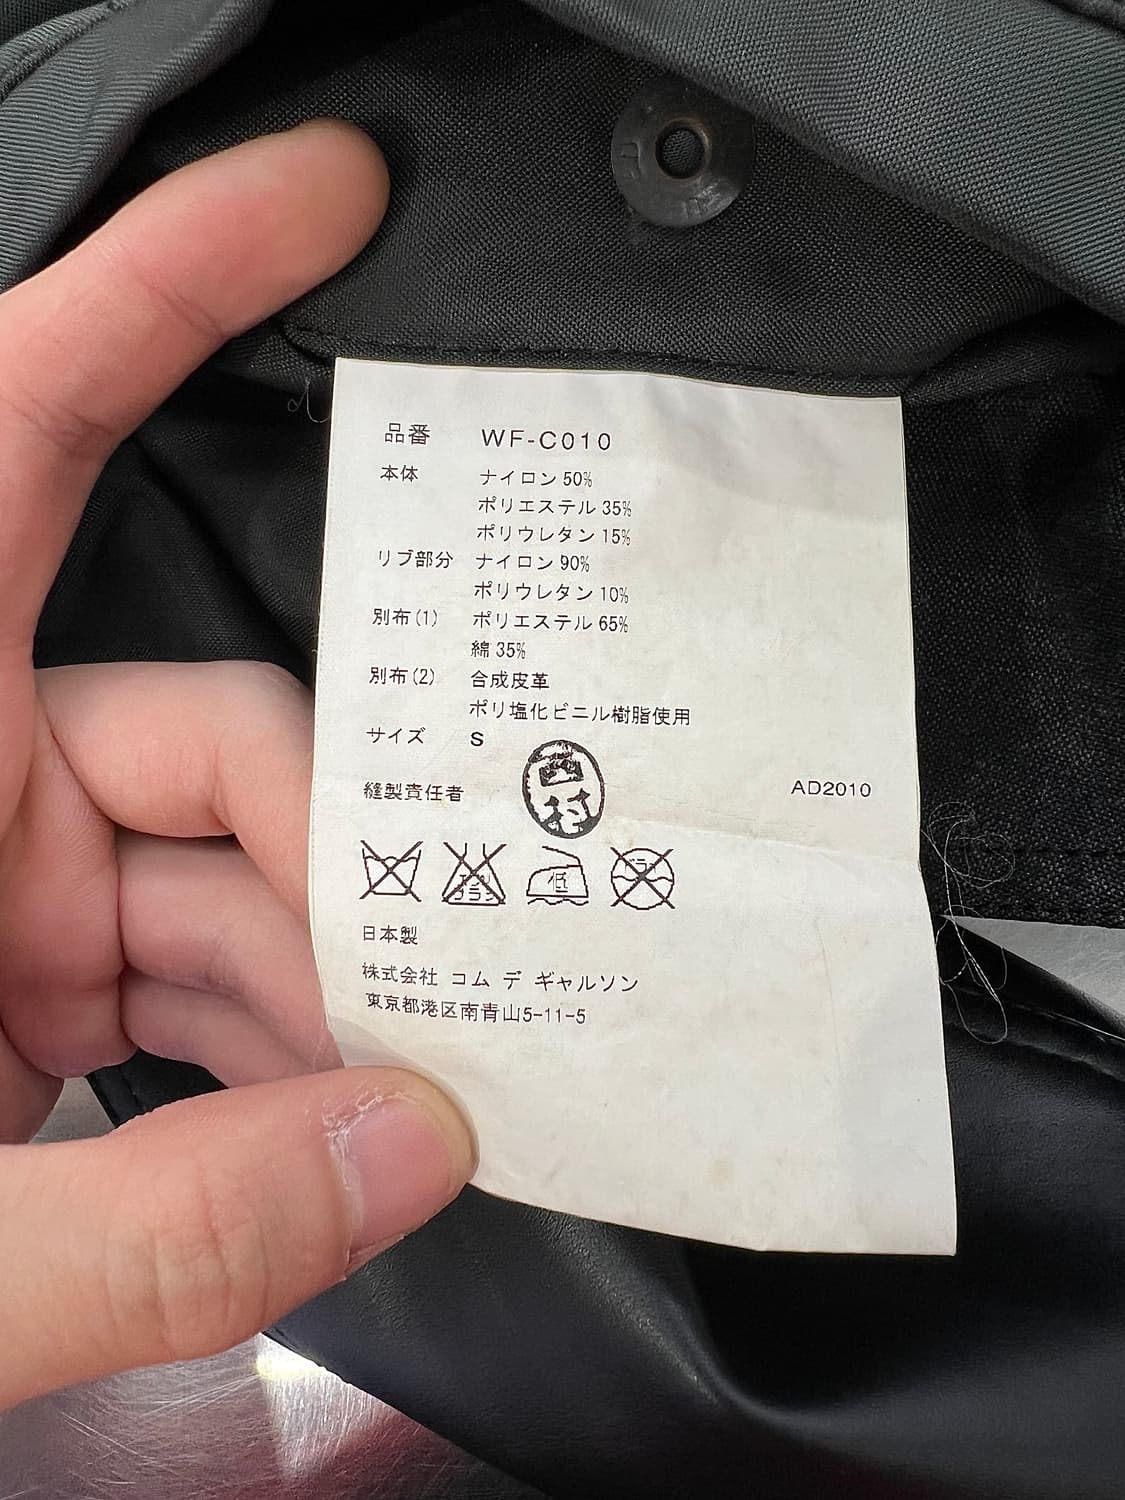 品番 WF-C010
本体 ナイロン 50%
ポリエステル 35%
ポリウレタン 15%
リブ部分 ナイロン 90%
ポリウレタン 10%
別布(1) ポリエステル 65%
綿 35%
別布(2) 合成皮革
ポリ塩化ビニル樹脂使用
サイズ S
縫製責任者 西村 AD2010
低
日本製
株式会社 コム デ ギャルソン
東京都港区南青山5-11-5